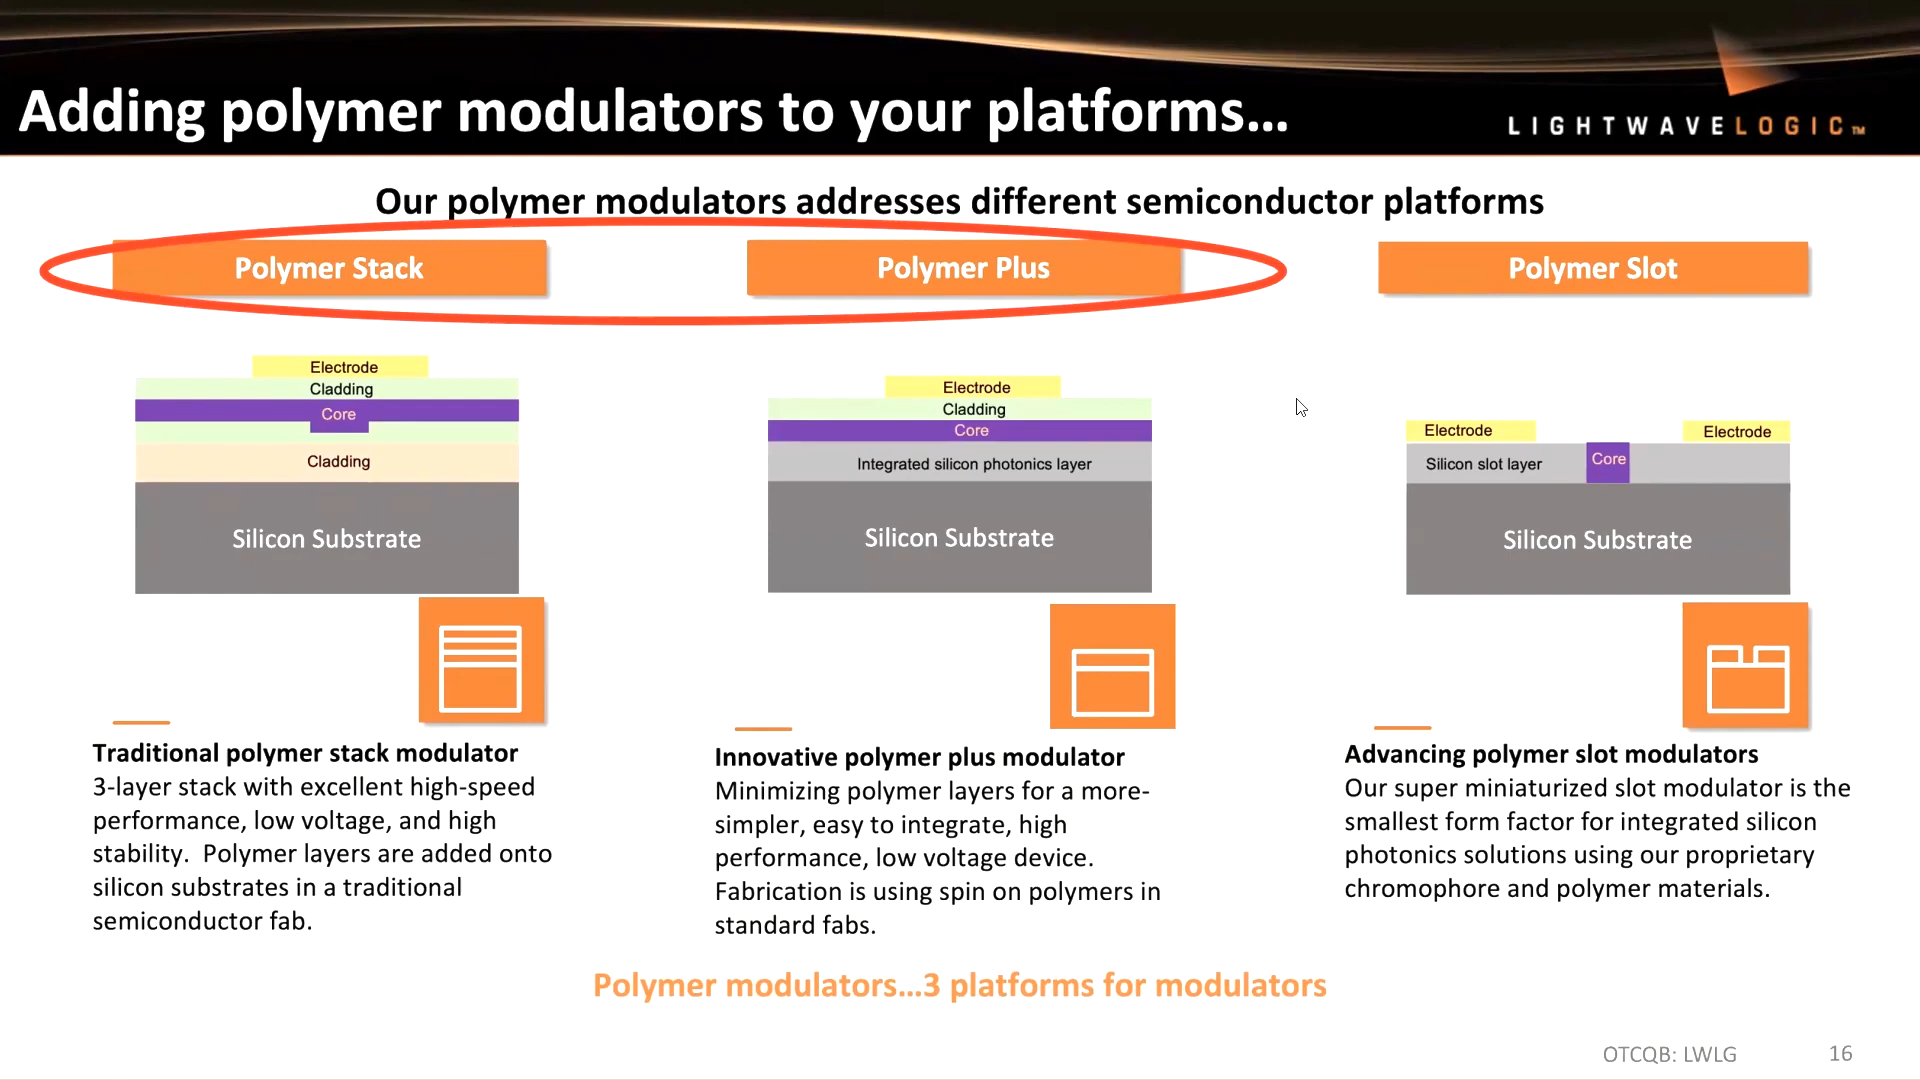 Adding polymer modulators to your platforms...
LIGHTWAVELOGIC™
Our polymer modulators addresses different semiconductor platforms
Polymer Stack
Polymer Plus
Polymer Slot
Electrode
Cladding
Core
Cladding
Silicon Substrate
Electrode
Cladding
Core
Integrated silicon photonics layer
Silicon Substrate
Electrode
Electrode
Silicon slot layer
Core
Silicon Substrate
Traditional polymer stack modulator
3-layer stack with excellent high-speed
performance, low voltage, and high
stability.  Polymer layers are added onto
silicon substrates in a traditional
semiconductor fab.
Innovative polymer plus modulator
Minimizing polymer layers for a more-
simpler, easy to integrate, high
performance, low voltage device.
Fabrication is using spin on polymers in
standard fabs.
Advancing polymer slot modulators
Our super miniaturized slot modulator is the
smallest form factor for integrated silicon
photonics solutions using our proprietary
chromophore and polymer materials.
Polymer modulators...3 platforms for modulators
OTCQB: LWLG
16